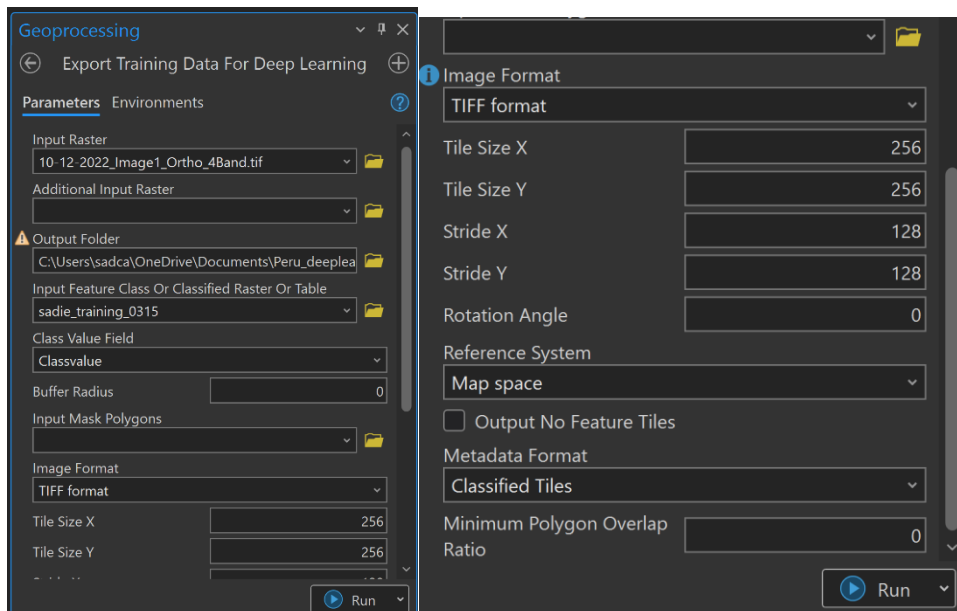 Geoprocessing
Export Training Data For Deep Learning
Parameters Environments
Input Raster
10-12-2022_Image1_Ortho_4Band.tif
Additional Input Raster
Output Folder
C:\Users\sadca\OneDrive\Documents\Peru_deeplea
Input Feature Class Or Classified Raster Or Table
sadie_training_0315
Class Value Field
Classvalue
Buffer Radius 0
Input Mask Polygons
Image Format
TIFF format
Tile Size X 256
Tile Size Y 256
Run
Image Format
TIFF format
Tile Size X 256
Tile Size Y 256
Stride X 128
Stride Y 128
Rotation Angle 0
Reference System
Map space
Output No Feature Tiles
Metadata Format
Classified Tiles
Minimum Polygon Overlap
Ratio 0
Run